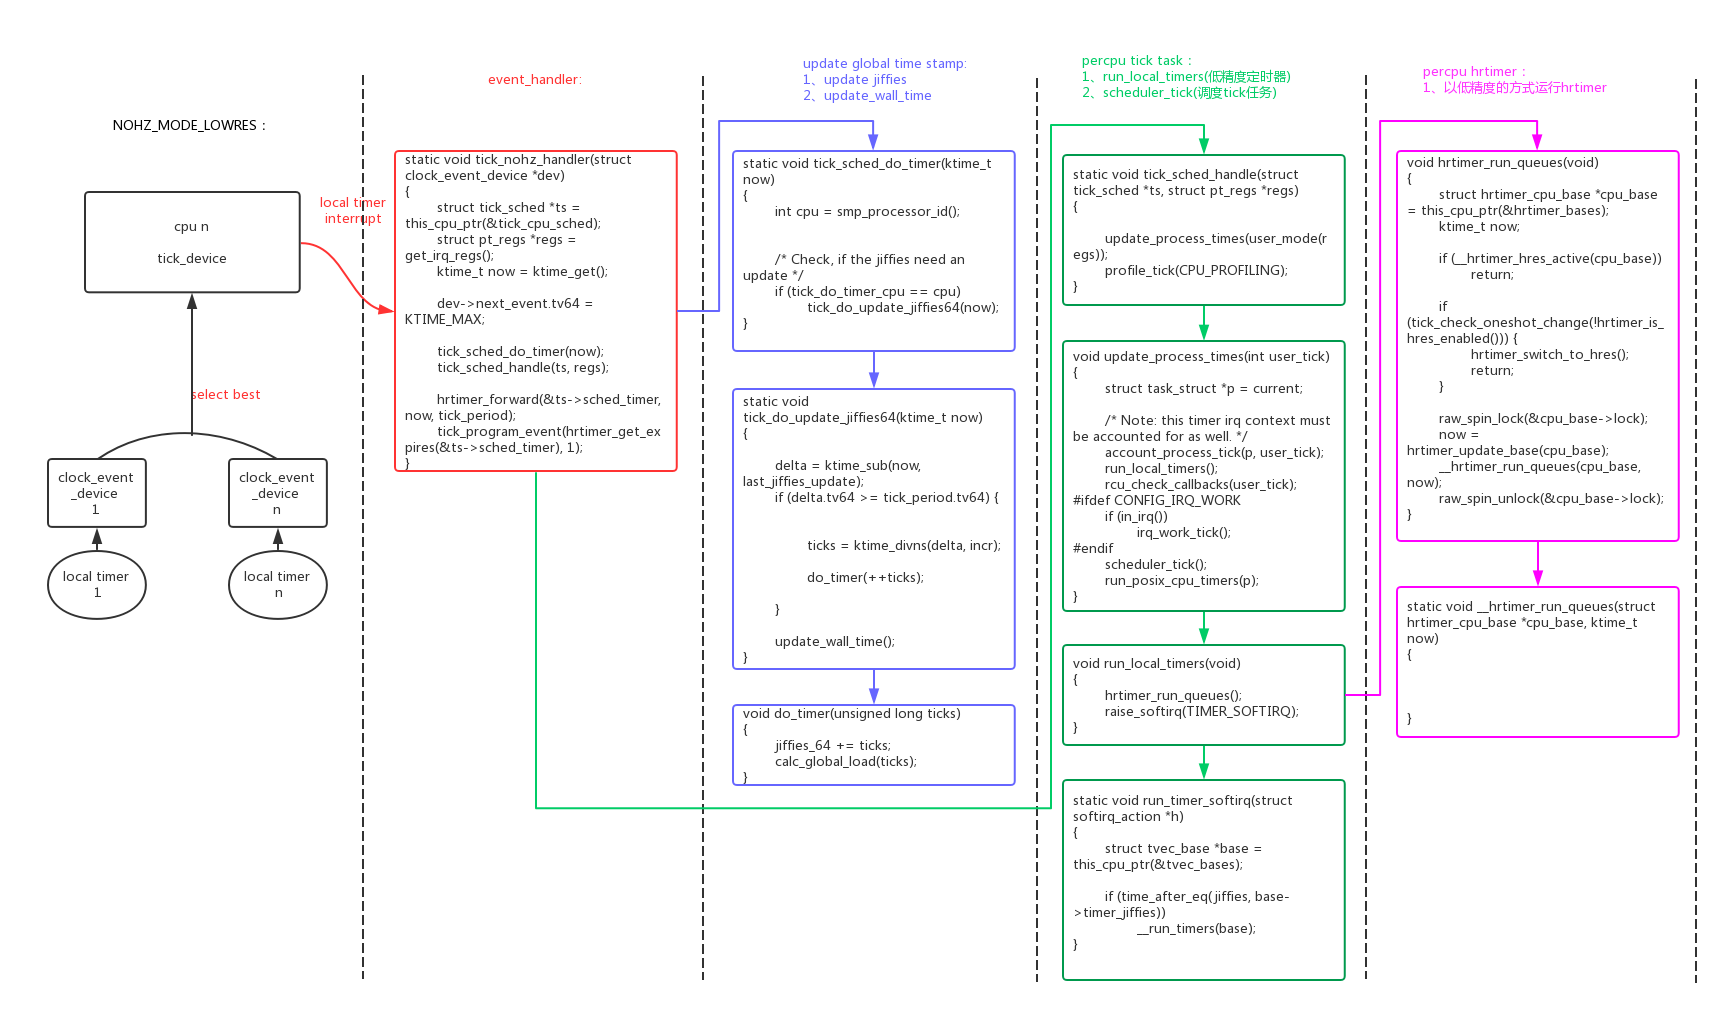 NOHZ_MODE_LOWRES：
cpu n
tick_device
select best
clock_event
_device
1
clock_event
_device
n
local timer
1
local timer
n
local timer
interrupt
event_handler:
static void tick_nohz_handler(struct
clock_event_device *dev)
{
struct tick_sched *ts =
this_cpu_ptr(&tick_cpu_sched);
struct pt_regs *regs =
get_irq_regs();
ktime_t now = ktime_get();
dev->next_event.tv64 =
KTIME_MAX;
tick_sched_do_timer(now);
tick_sched_handle(ts, regs);
hrtimer_forward(&ts->sched_timer,
now, tick_period);
tick_program_event(hrtimer_get_ex
pires(&ts->sched_timer), 1);
}
update global time stamp:
1、update jiffies
2、update_wall_time
static void tick_sched_do_timer(ktime_t
now)
{
int cpu = smp_processor_id();
/* Check, if the jiffies need an
update */
if (tick_do_timer_cpu == cpu)
tick_do_update_jiffies64(now);
}
static void
tick_do_update_jiffies64(ktime_t now)
{
delta = ktime_sub(now,
last_jiffies_update);
if (delta.tv64 >= tick_period.tv64) {
ticks = ktime_divns(delta, incr);
do_timer(++ticks);
}
update_wall_time();
}
void do_timer(unsigned long ticks)
{
jiffies_64 += ticks;
calc_global_load(ticks);
}
percpu tick task：
1、run_local_timers(低精度定时器)
2、scheduler_tick(调度tick任务)
static void tick_sched_handle(struct
tick_sched *ts, struct pt_regs *regs)
{
update_process_times(user_mode(r
egs));
profile_tick(CPU_PROFILING);
}
void update_process_times(int user_tick)
{
struct task_struct *p = current;
/* Note: this timer irq context must
be accounted for as well. */
account_process_tick(p, user_tick);
run_local_timers();
rcu_check_callbacks(user_tick);
#ifdef CONFIG_IRQ_WORK
if (in_irq())
irq_work_tick();
#endif
scheduler_tick();
run_posix_cpu_timers(p);
}
void run_local_timers(void)
{
hrtimer_run_queues();
raise_softirq(TIMER_SOFTIRQ);
}
static void run_timer_softirq(struct
softirq_action *h)
{
struct tvec_base *base =
this_cpu_ptr(&tvec_bases);
if (time_after_eq(jiffies, base-
>timer_jiffies))
__run_timers(base);
}
percpu hrtimer：
1、以低精度的方式运行hrtimer
void hrtimer_run_queues(void)
{
struct hrtimer_cpu_base *cpu_base
= this_cpu_ptr(&hrtimer_bases);
ktime_t now;
if (__hrtimer_hres_active(cpu_base))
return;
if
(tick_check_oneshot_change(!hrtimer_is_
hres_enabled())) {
hrtimer_switch_to_hres();
return;
}
raw_spin_lock(&cpu_base->lock);
now =
hrtimer_update_base(cpu_base);
__hrtimer_run_queues(cpu_base,
now);
raw_spin_unlock(&cpu_base->lock);
}
static void __hrtimer_run_queues(struct
hrtimer_cpu_base *cpu_base, ktime_t
now)
{
}